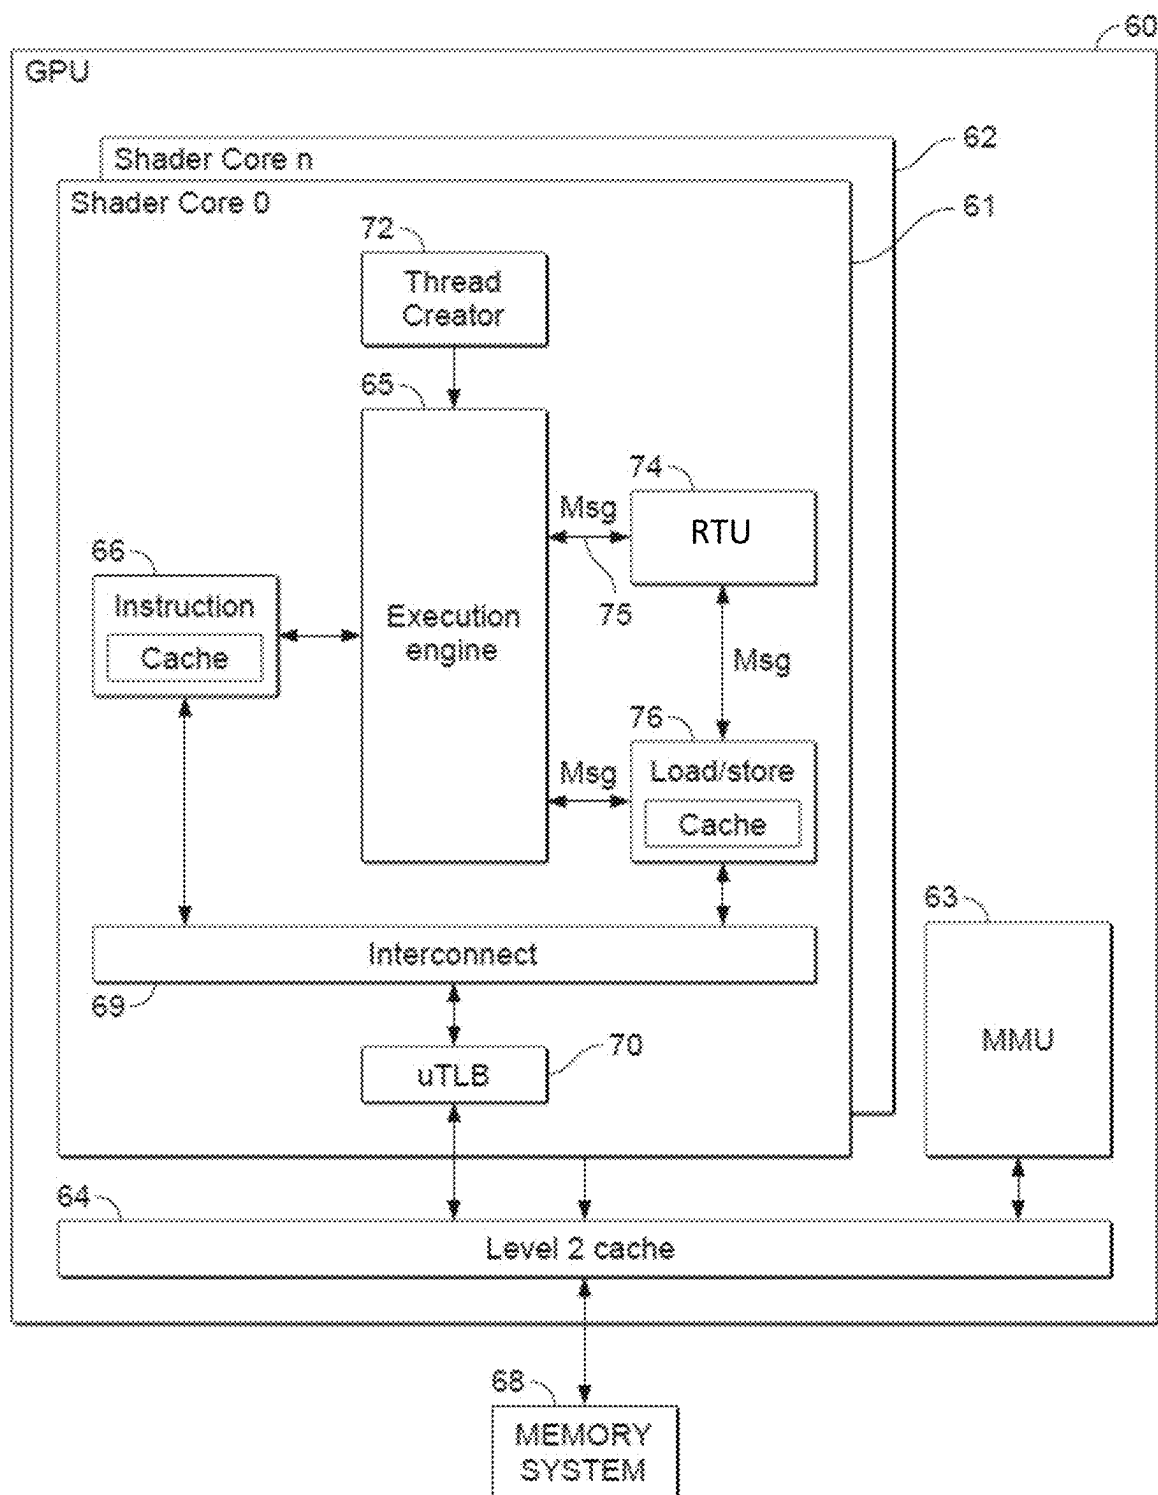 60
GPU
Shader Core n
62
Shader Core 0
61
72
Thread
Creator
65
74
Msg
RTU
66
Instruction
Cache
75
Execution
engine
Msg
76
Msg
Load/store
Cache
63
Interconnect
69
MMU
70
uTLB
64
Level 2 cache
68
MEMORY
SYSTEM